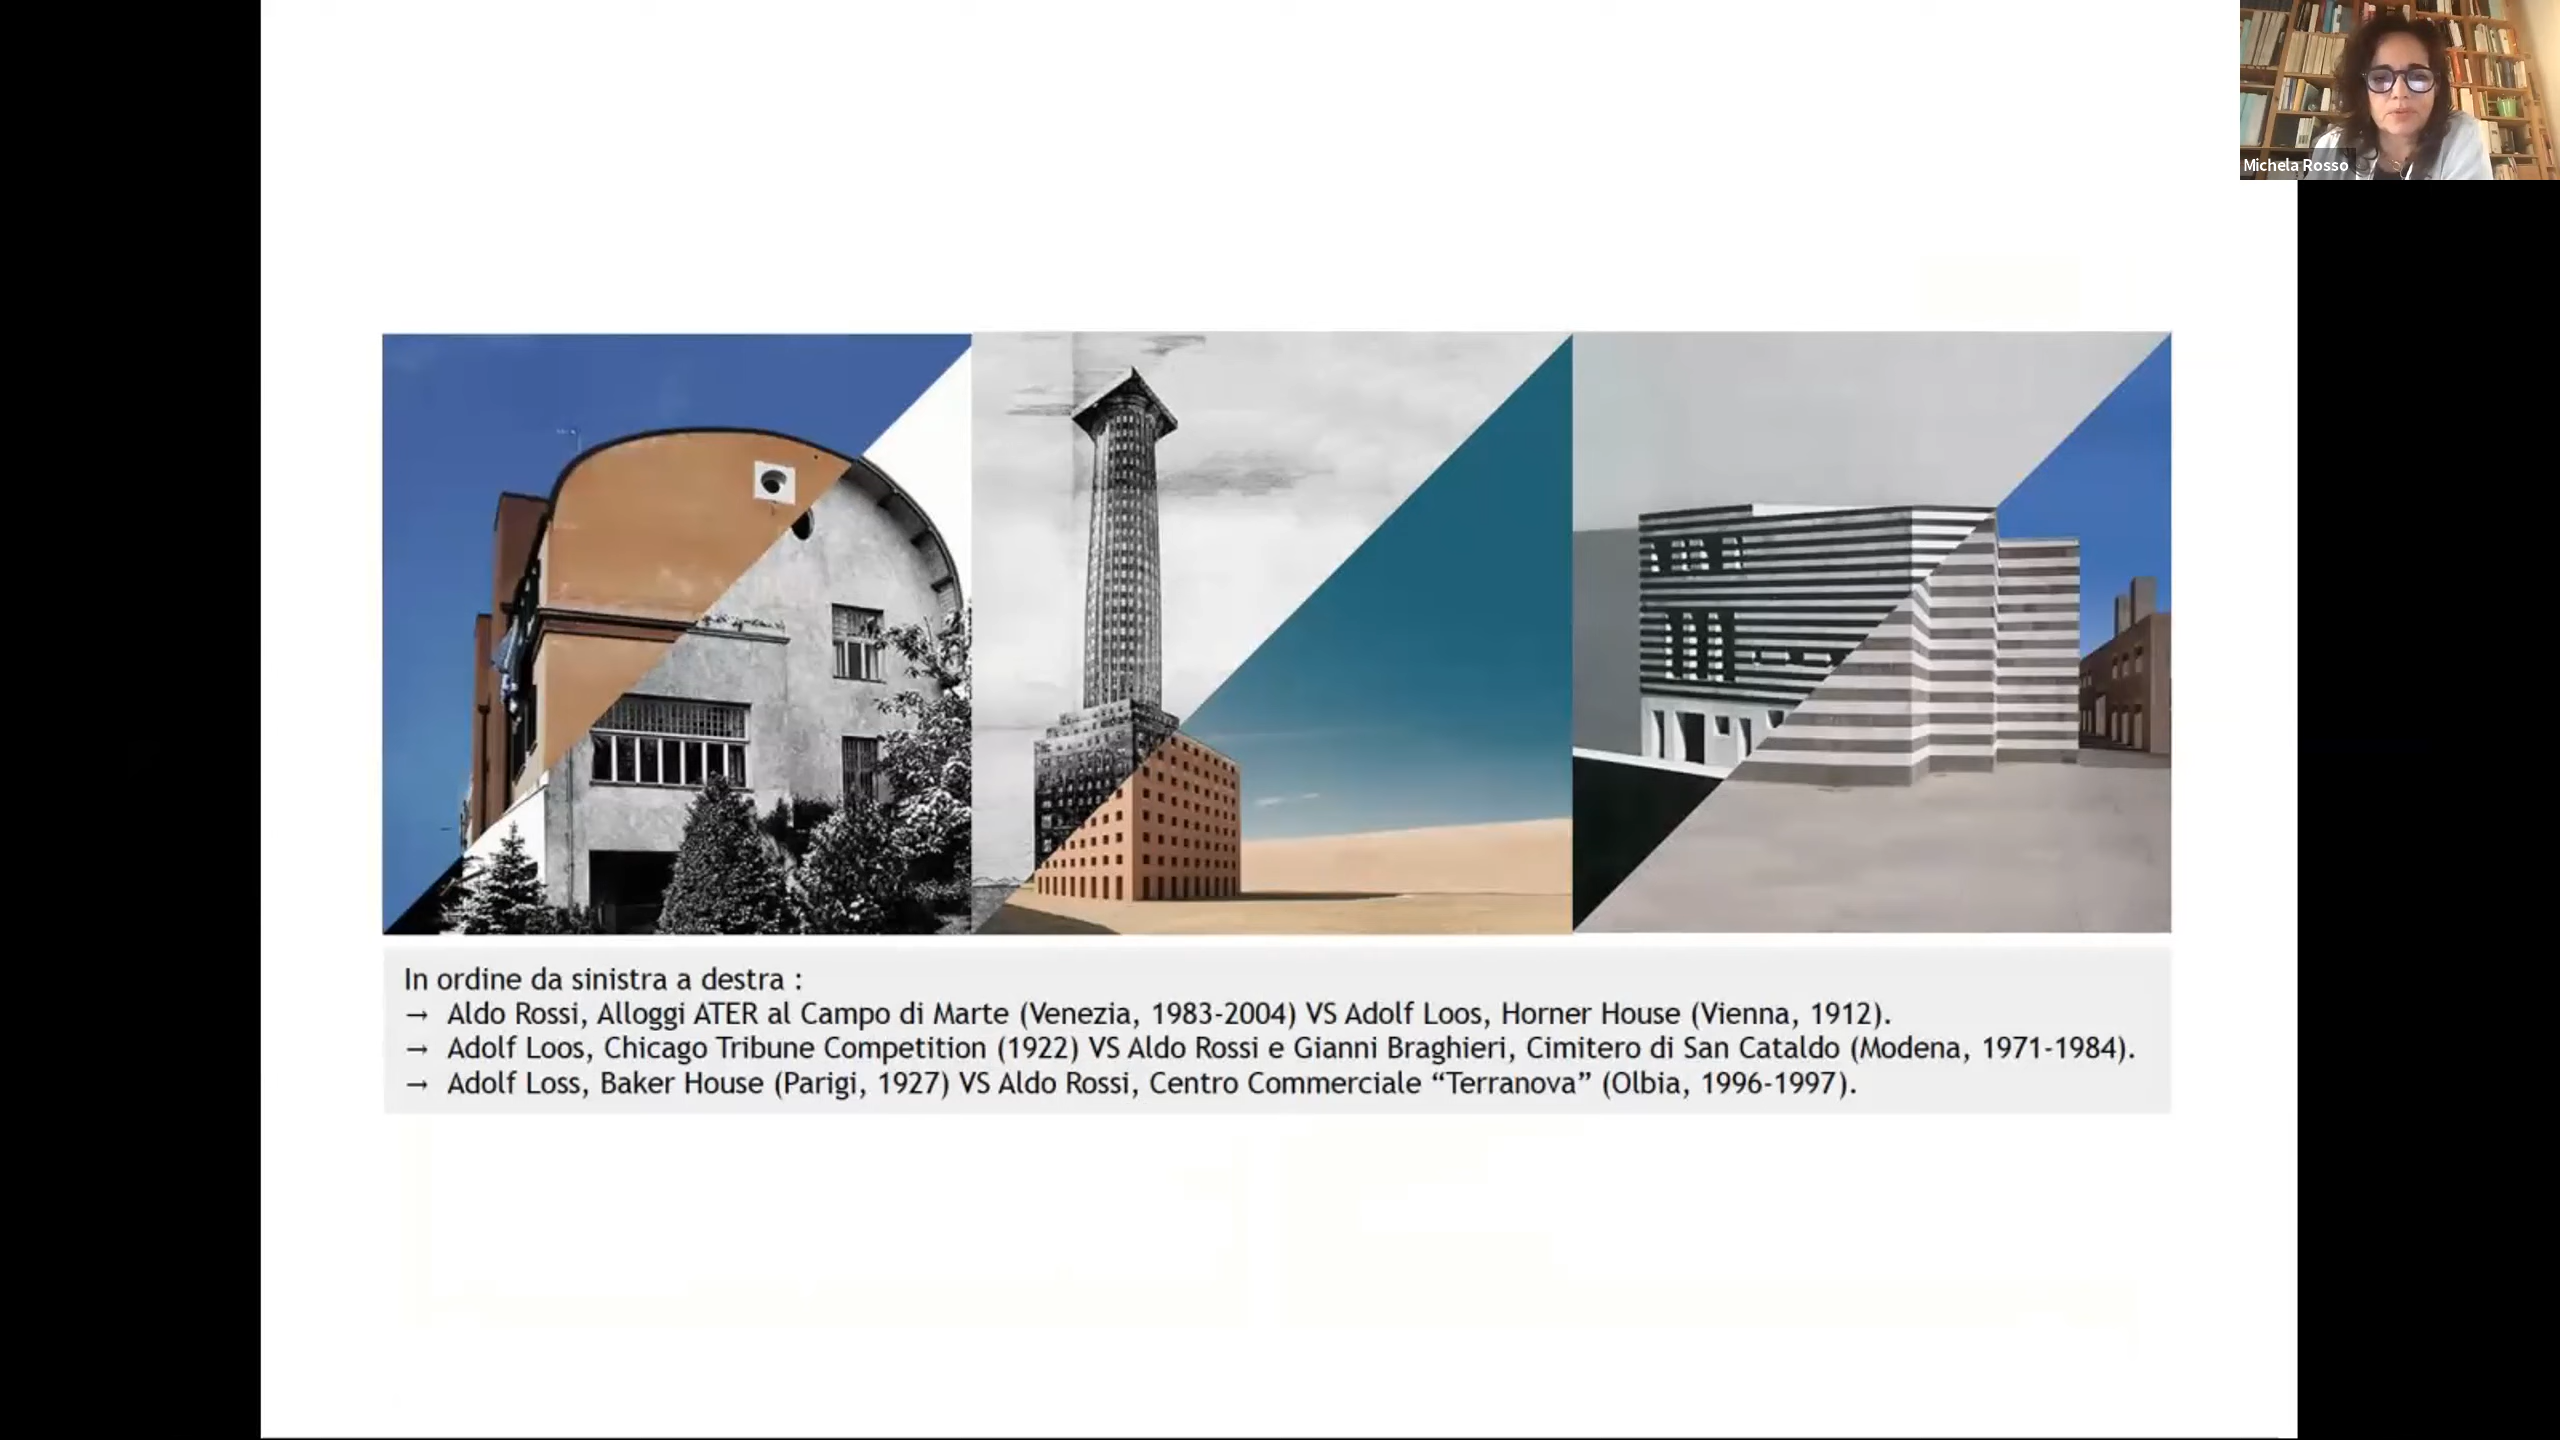 Michela Rosso
In ordine da sinistra a destra :
→ Aldo Rossi, Alloggi ATER al Campo di Marte (Venezia, 1983-2004) VS Adolf Loos, Horner House (Vienna, 1912).
→ Adolf Loos, Chicago Tribune Competition (1922) VS Aldo Rossi e Gianni Braghieri, Cimitero di San Cataldo (Modena, 1971-1984).
→ Adolf Loss, Baker House (Parigi, 1927) VS Aldo Rossi, Centro Commerciale “Terranova” (Olbia, 1996-1997).